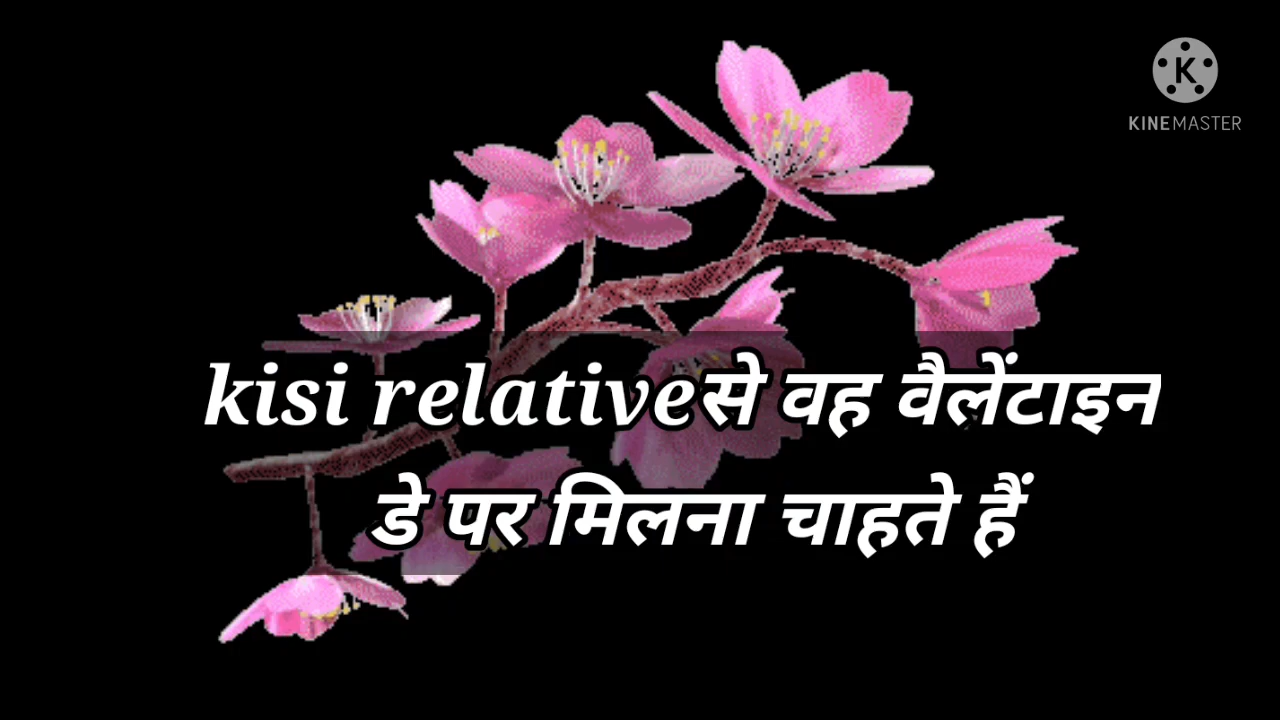 KINEMASTER
kisi relativeसे वह वैलेंटाइन
डे पर मिलना चाहते हैं